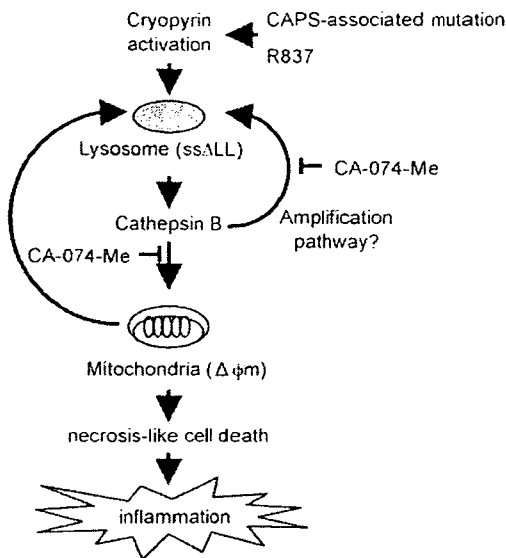 Cryopyrin
activation
CAPS-associated mutation
R837
Lysosome (ssΔLL)
CA-074-Me
Cathepsin B
Amplification
pathway?
CA-074-Me
Mitochondria (Δφm)
necrosis-like cell death
inflammation